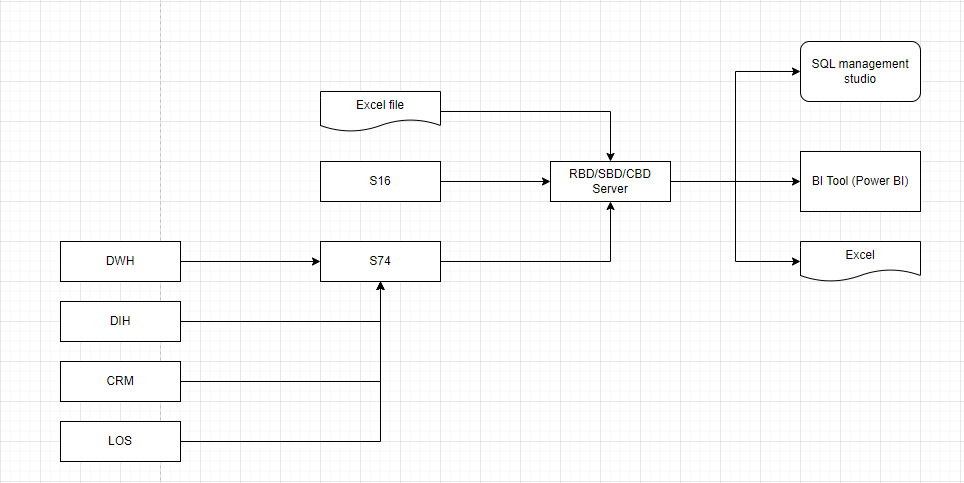 SQL management
studio
Excel file
S16
RBD/SBD/CBD
Server
BI Tool (Power BI)
DWH
S74
Excel
DIH
CRM
LOS